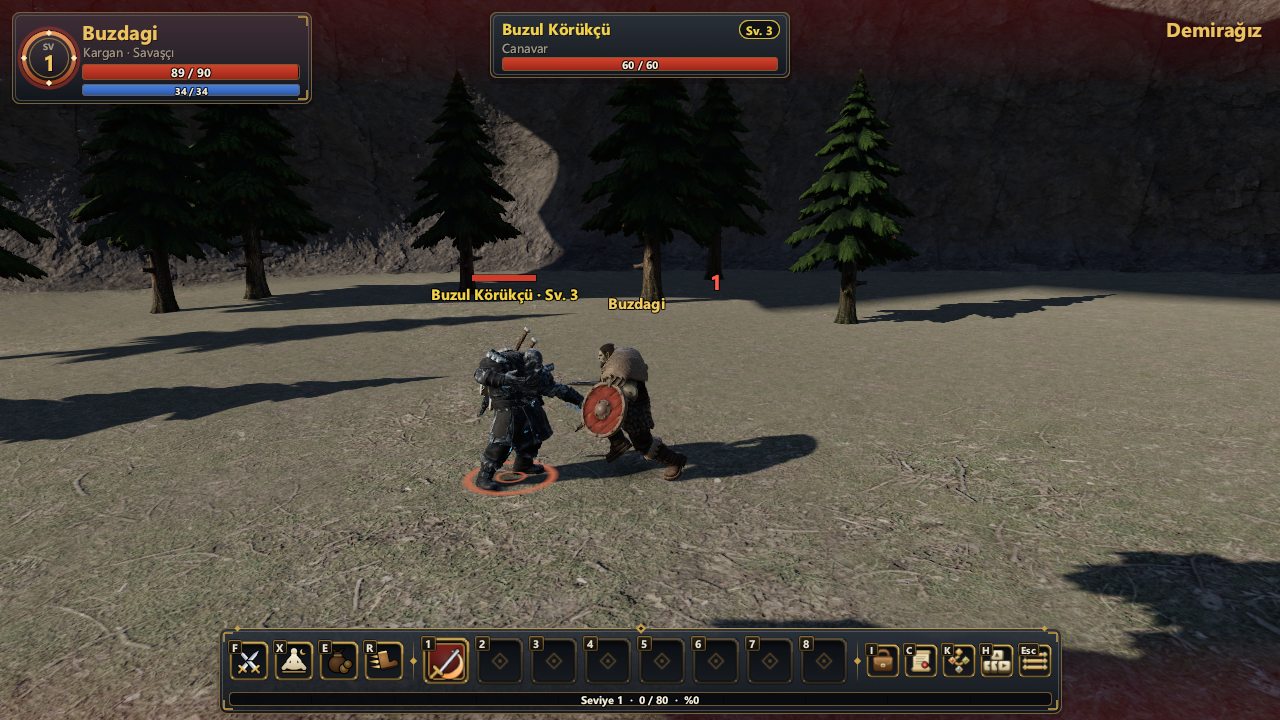 SV
1
Buzdagi
Kargan · Savaşçı
89 / 90
34 / 34
Buzul Körükçü
Sv. 3
Canavar
60 / 60
Demirağız
1
Buzul Körükçü · Sv. 3
Buzdagi
F
X
E
R
1
2
3
4
5
6
7
8
I
C
K
H
Esc
Seviye 1 · 0 / 80 · %0